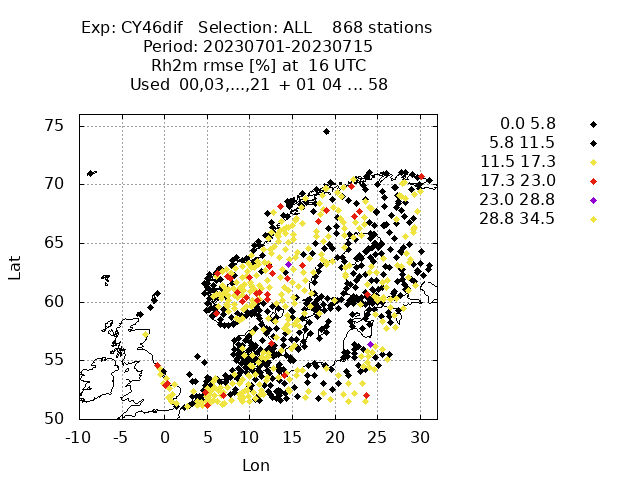 Exp: CY46dif   Selection: ALL    868 stations
Period: 20230701-20230715
Rh2m rmse [%] at  16 UTC
Used  00,03,...,21  + 01 04 ... 58
75
70
65
60
55
50
-10 -5 0 5 10 15 20 25 30
Lat
Lon
0.0 5.8
5.8 11.5
11.5 17.3
17.3 23.0
23.0 28.8
28.8 34.5